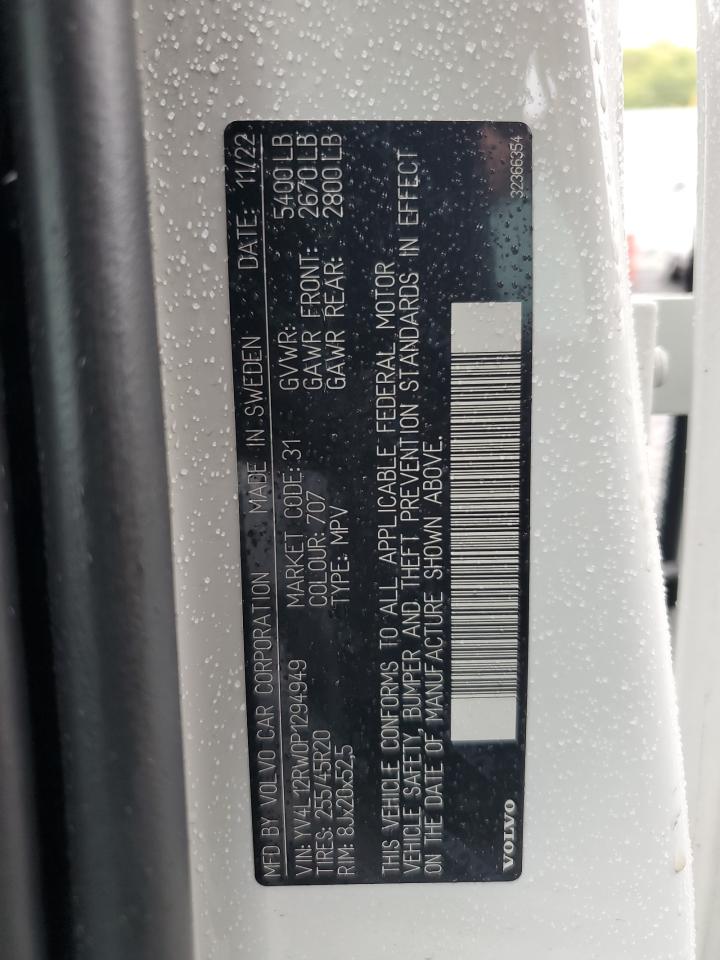 MFD BY VOLVO CAR CORPORATION MADE IN SWEDEN DATE: 11/22
VIN: YV4L12RW0P1294949 MARKET CODE: 31 GVWR: 5400 LB
TIRES: 255/45R20 COLOUR: 707 GAWR FRONT: 2670 LB
RIM: 8Jx20x52,5 TYPE: MPV GAWR REAR: 2800 LB
THIS VEHICLE CONFORMS TO ALL APPLICABLE FEDERAL MOTOR
VEHICLE SAFETY, BUMPER AND THEFT PREVENTION STANDARDS IN EFFECT
ON THE DATE OF MANUFACTURE SHOWN ABOVE.
VOLVO 32366354